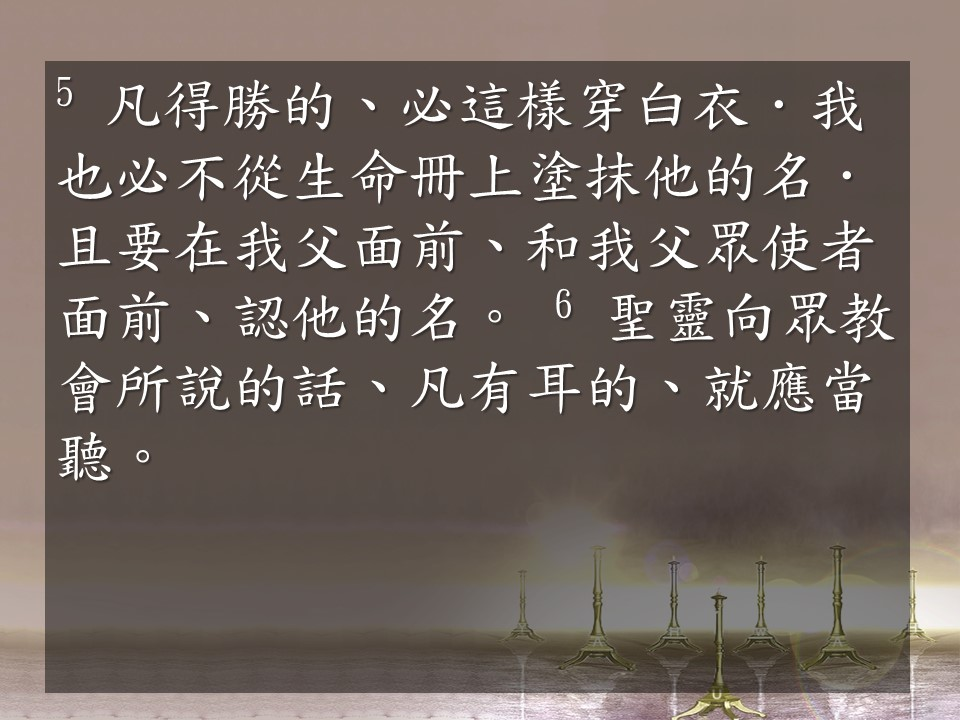 5 凡得勝的、必這樣穿白衣．我
也必不從生命冊上塗抹他的名．
且要在我父面前、和我父眾使者
面前、認他的名。 6 聖靈向眾教
會所說的話、凡有耳的、就應當
聽。